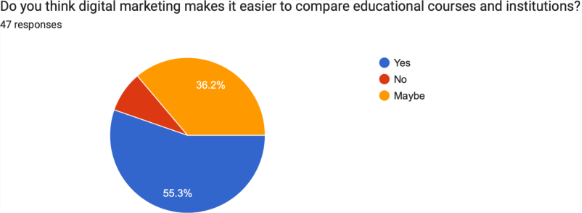 Do you think digital marketing makes it easier to compare educational courses and institutions?
47 responses
Yes
No
Maybe
36.2%
55.3%